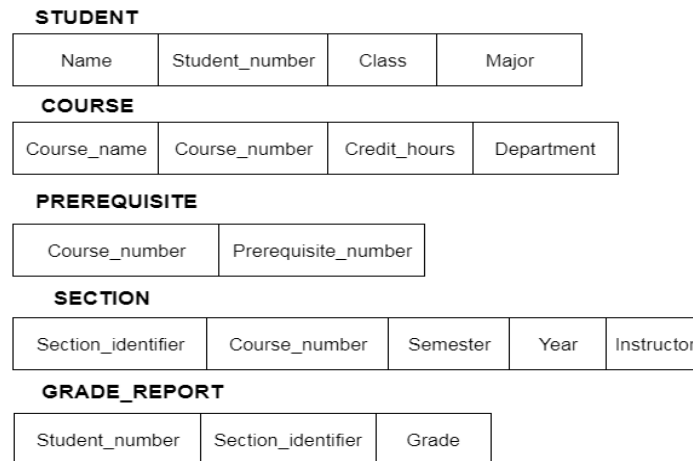 STUDENT
Name Student_number Class Major
COURSE
Course_name Course_number Credit_hours Department
PREREQUISITE
Course_number Prerequisite_number
SECTION
Section_identifier Course_number Semester Year Instructor
GRADE_REPORT
Student_number Section_identifier Grade